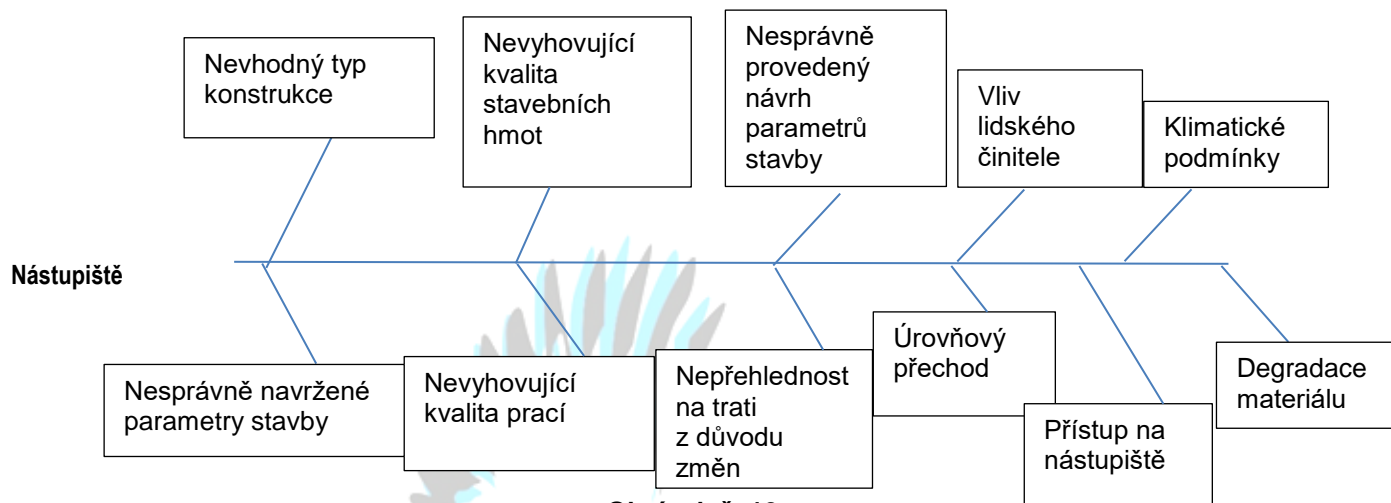 Nevhodný typ
konstrukce
Nevyhovující
kvalita
stavebních
hmot
Nesprávně
provedený
návrh
parametrů
stavby
Vliv
lidského
činitele
Klimatické
podmínky
Nástupiště
Nesprávně navržené
parametry stavby
Nevyhovující
kvalita prací
Nepřehlednost
na trati
z důvodu
změn
Úrovňový
přechod
Přístup na
nástupiště
Degradace
materiálu